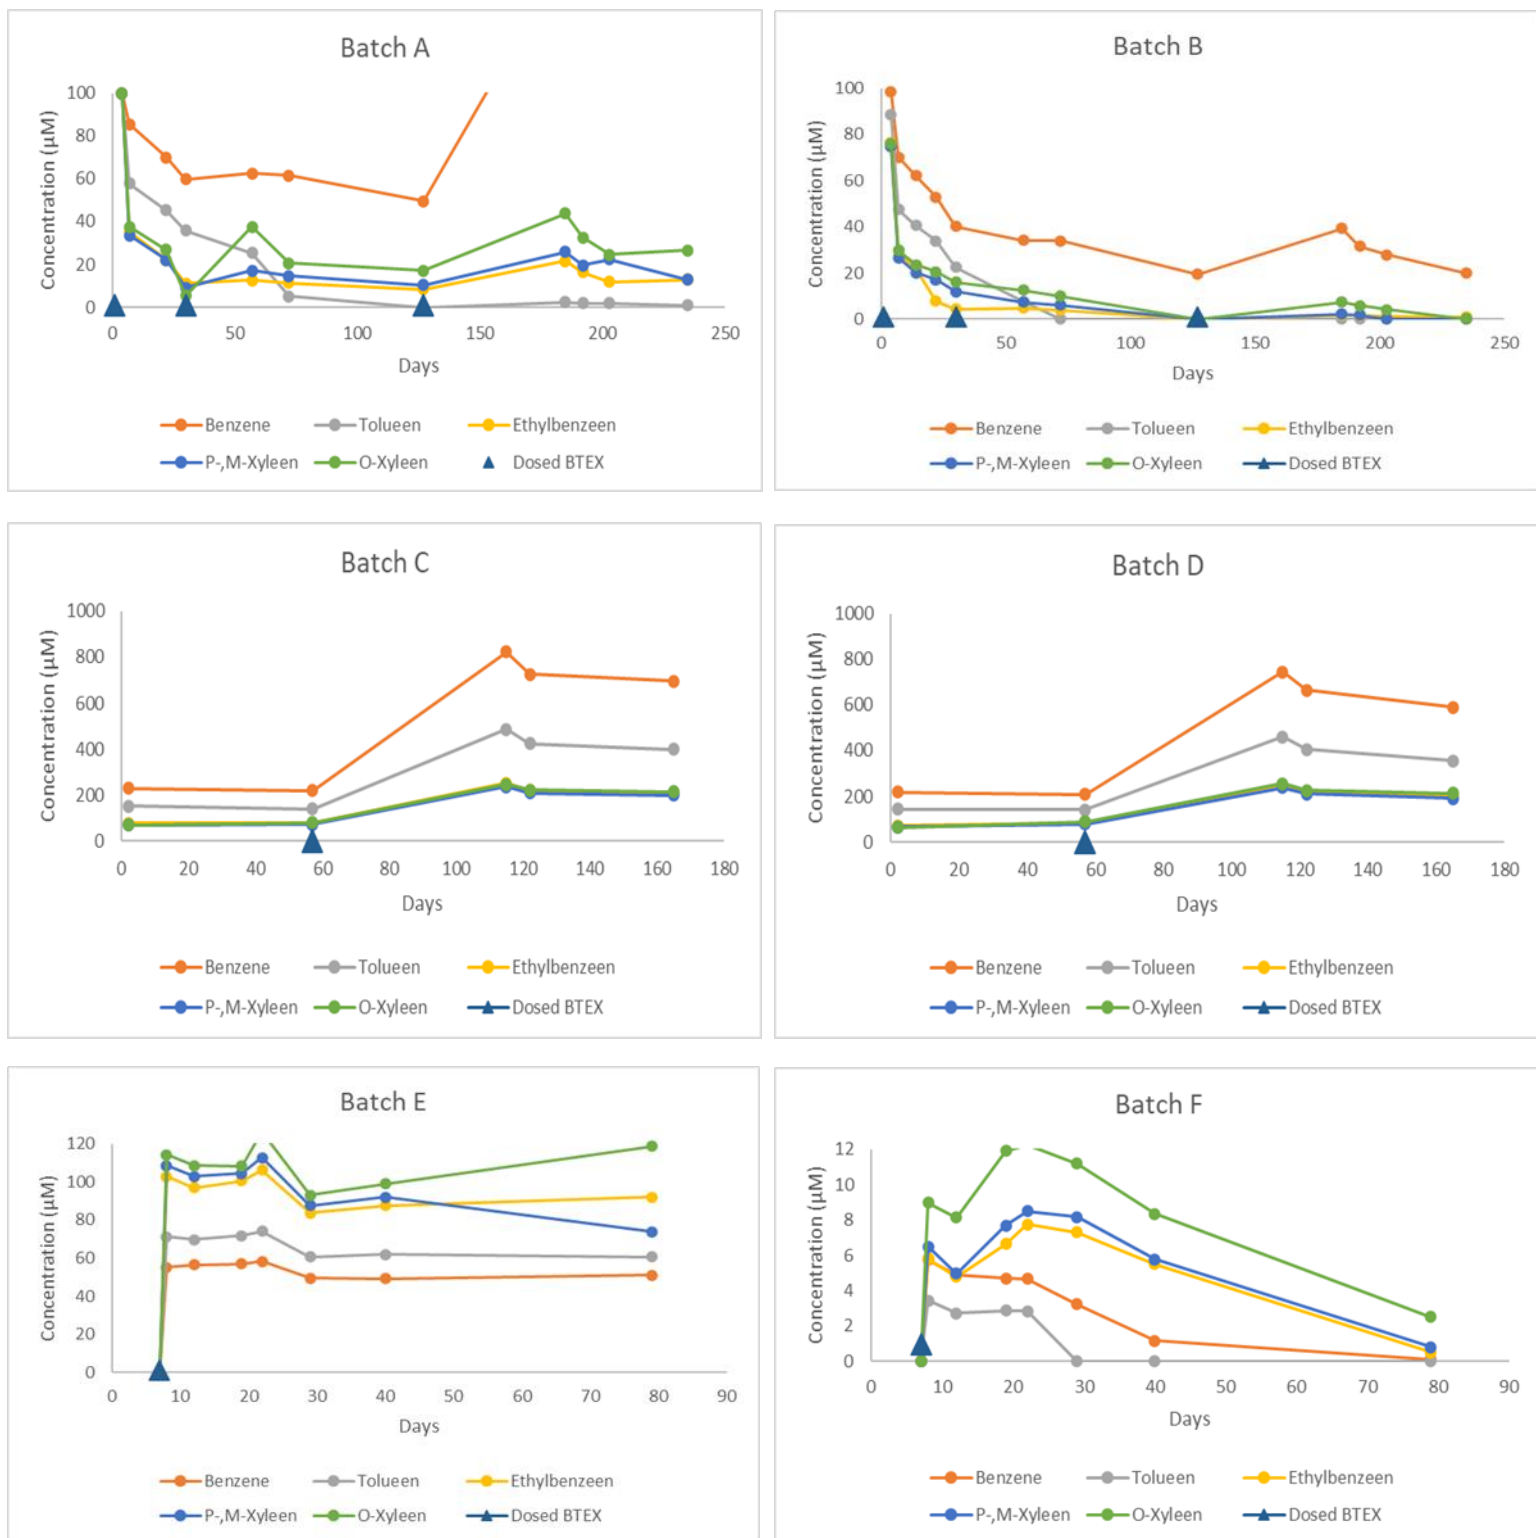 Batch A
Concentration (µM)
100
80
60
40
20
0
0 50 100 150 200 250
Days
Benzene Tolueen Ethylbenzeen
P-,M-Xyleen O-Xyleen Dosed BTEX
Batch B
Concentration (µM)
100
80
60
40
20
0
0 50 100 150 200 250
Days
Benzene Tolueen Ethylbenzeen
P-,M-Xyleen O-Xyleen Dosed BTEX
Batch C
Concentration (µM)
1000
800
600
400
200
0
0 20 40 60 80 100 120 140 160 180
Days
Benzene Tolueen Ethylbenzeen
P-,M-Xyleen O-Xyleen Dosed BTEX
Batch D
Concentration (µM)
1000
800
600
400
200
0
0 20 40 60 80 100 120 140 160 180
Days
Benzene Tolueen Ethylbenzeen
P-,M-Xyleen O-Xyleen Dosed BTEX
Batch E
Concentration (µM)
120
100
80
60
40
20
0
0 10 20 30 40 50 60 70 80 90
Days
Benzene Tolueen Ethylbenzeen
P-,M-Xyleen O-Xyleen Dosed BTEX
Batch F
Concentration (µM)
12
10
8
6
4
2
0
0 10 20 30 40 50 60 70 80 90
Days
Benzene Tolueen Ethylbenzeen
P-,M-Xyleen O-Xyleen Dosed BTEX